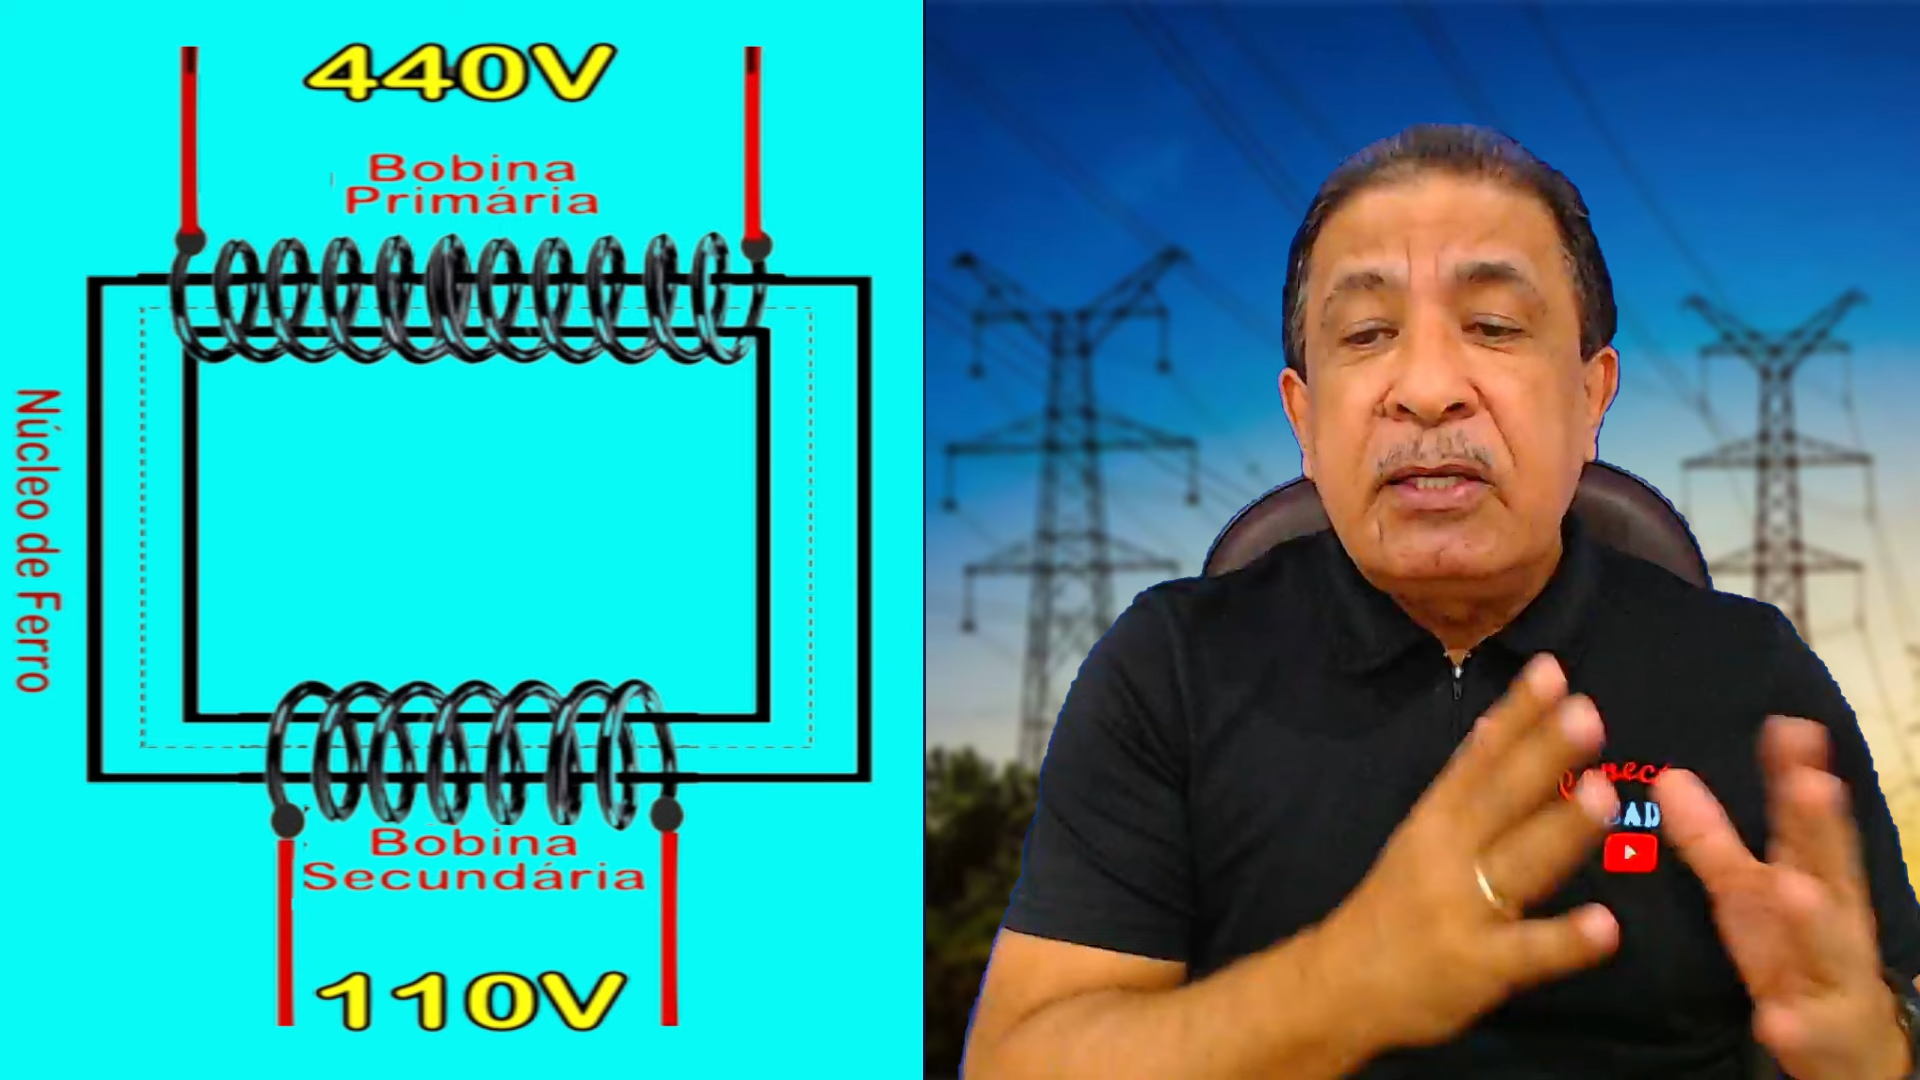 440V
Bobina
Primária
Núcleo de Ferro
Bobina
Secundária
110V